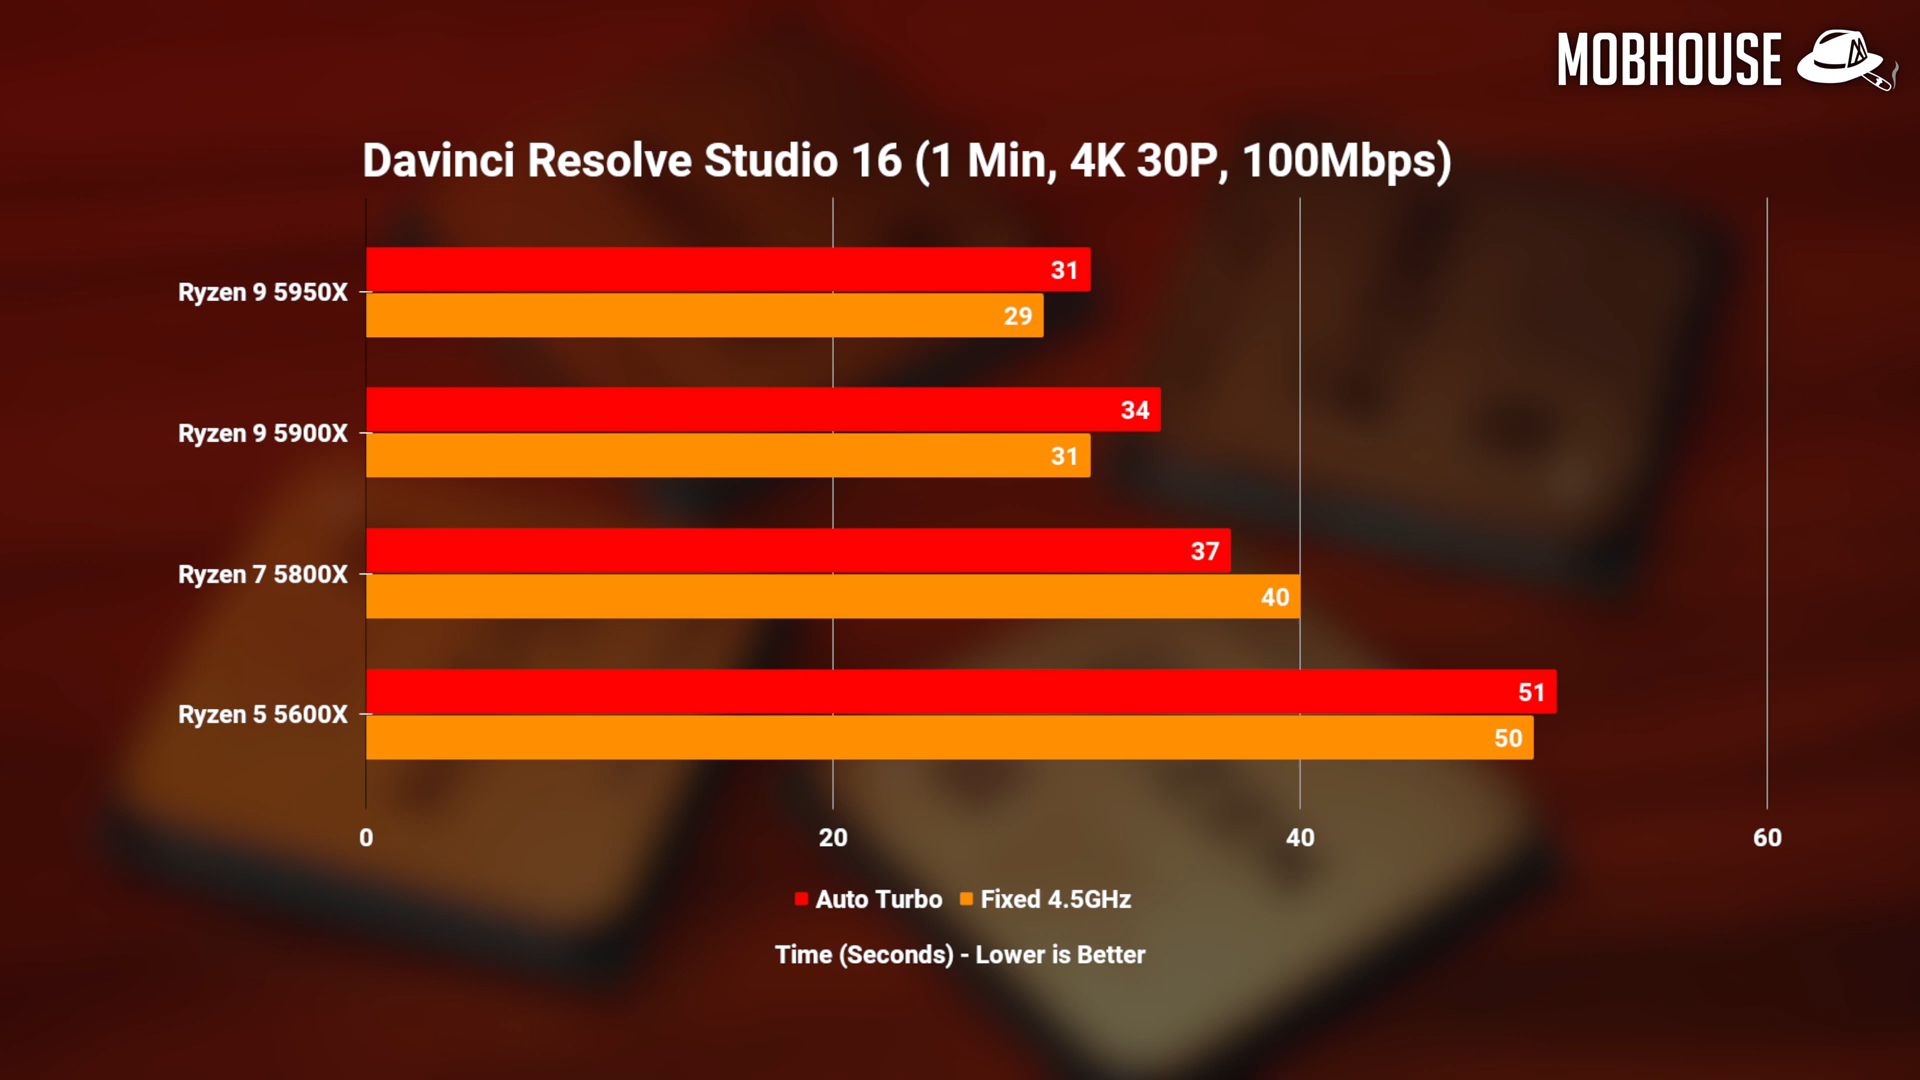 MOBHOUSE
Davinci Resolve Studio 16 (1 Min, 4K 30P, 100Mbps)
Ryzen 9 5950X
31
29
Ryzen 9 5900X
34
31
Ryzen 7 5800X
37
40
Ryzen 5 5600X
51
50
0 20 40 60
Auto Turbo Fixed 4.5GHz
Time (Seconds) - Lower is Better